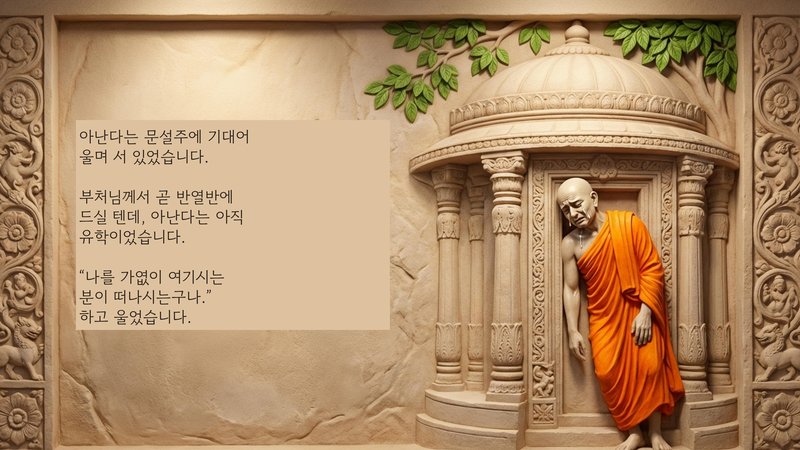 아난다는 문설주에 기대어
울며 서 있었습니다.
부처님께서 곧 반열반에
드실 텐데, 아난다는 아직
유학이었습니다.
“나를 가엾이 여기시는
분이 떠나시는구나.”
하고 울었습니다.